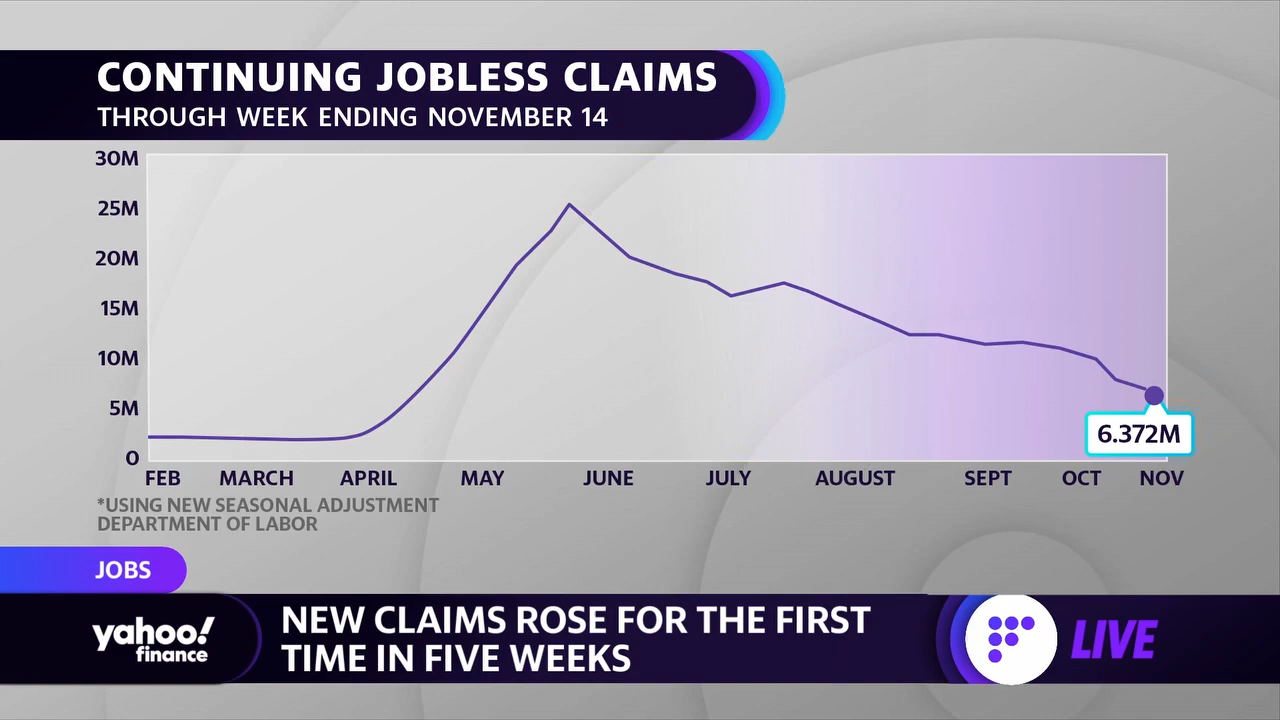 CONTINUING JOBLESS CLAIMS
THROUGH WEEK ENDING NOVEMBER 14
30M
25M
20M
15M
10M
5M
0
6.372M
FEB MARCH APRIL MAY JUNE JULY AUGUST SEPT OCT NOV
*USING NEW SEASONAL ADJUSTMENT
DEPARTMENT OF LABOR
JOBS
yahoo!
finance
NEW CLAIMS ROSE FOR THE FIRST
TIME IN FIVE WEEKS
LIVE